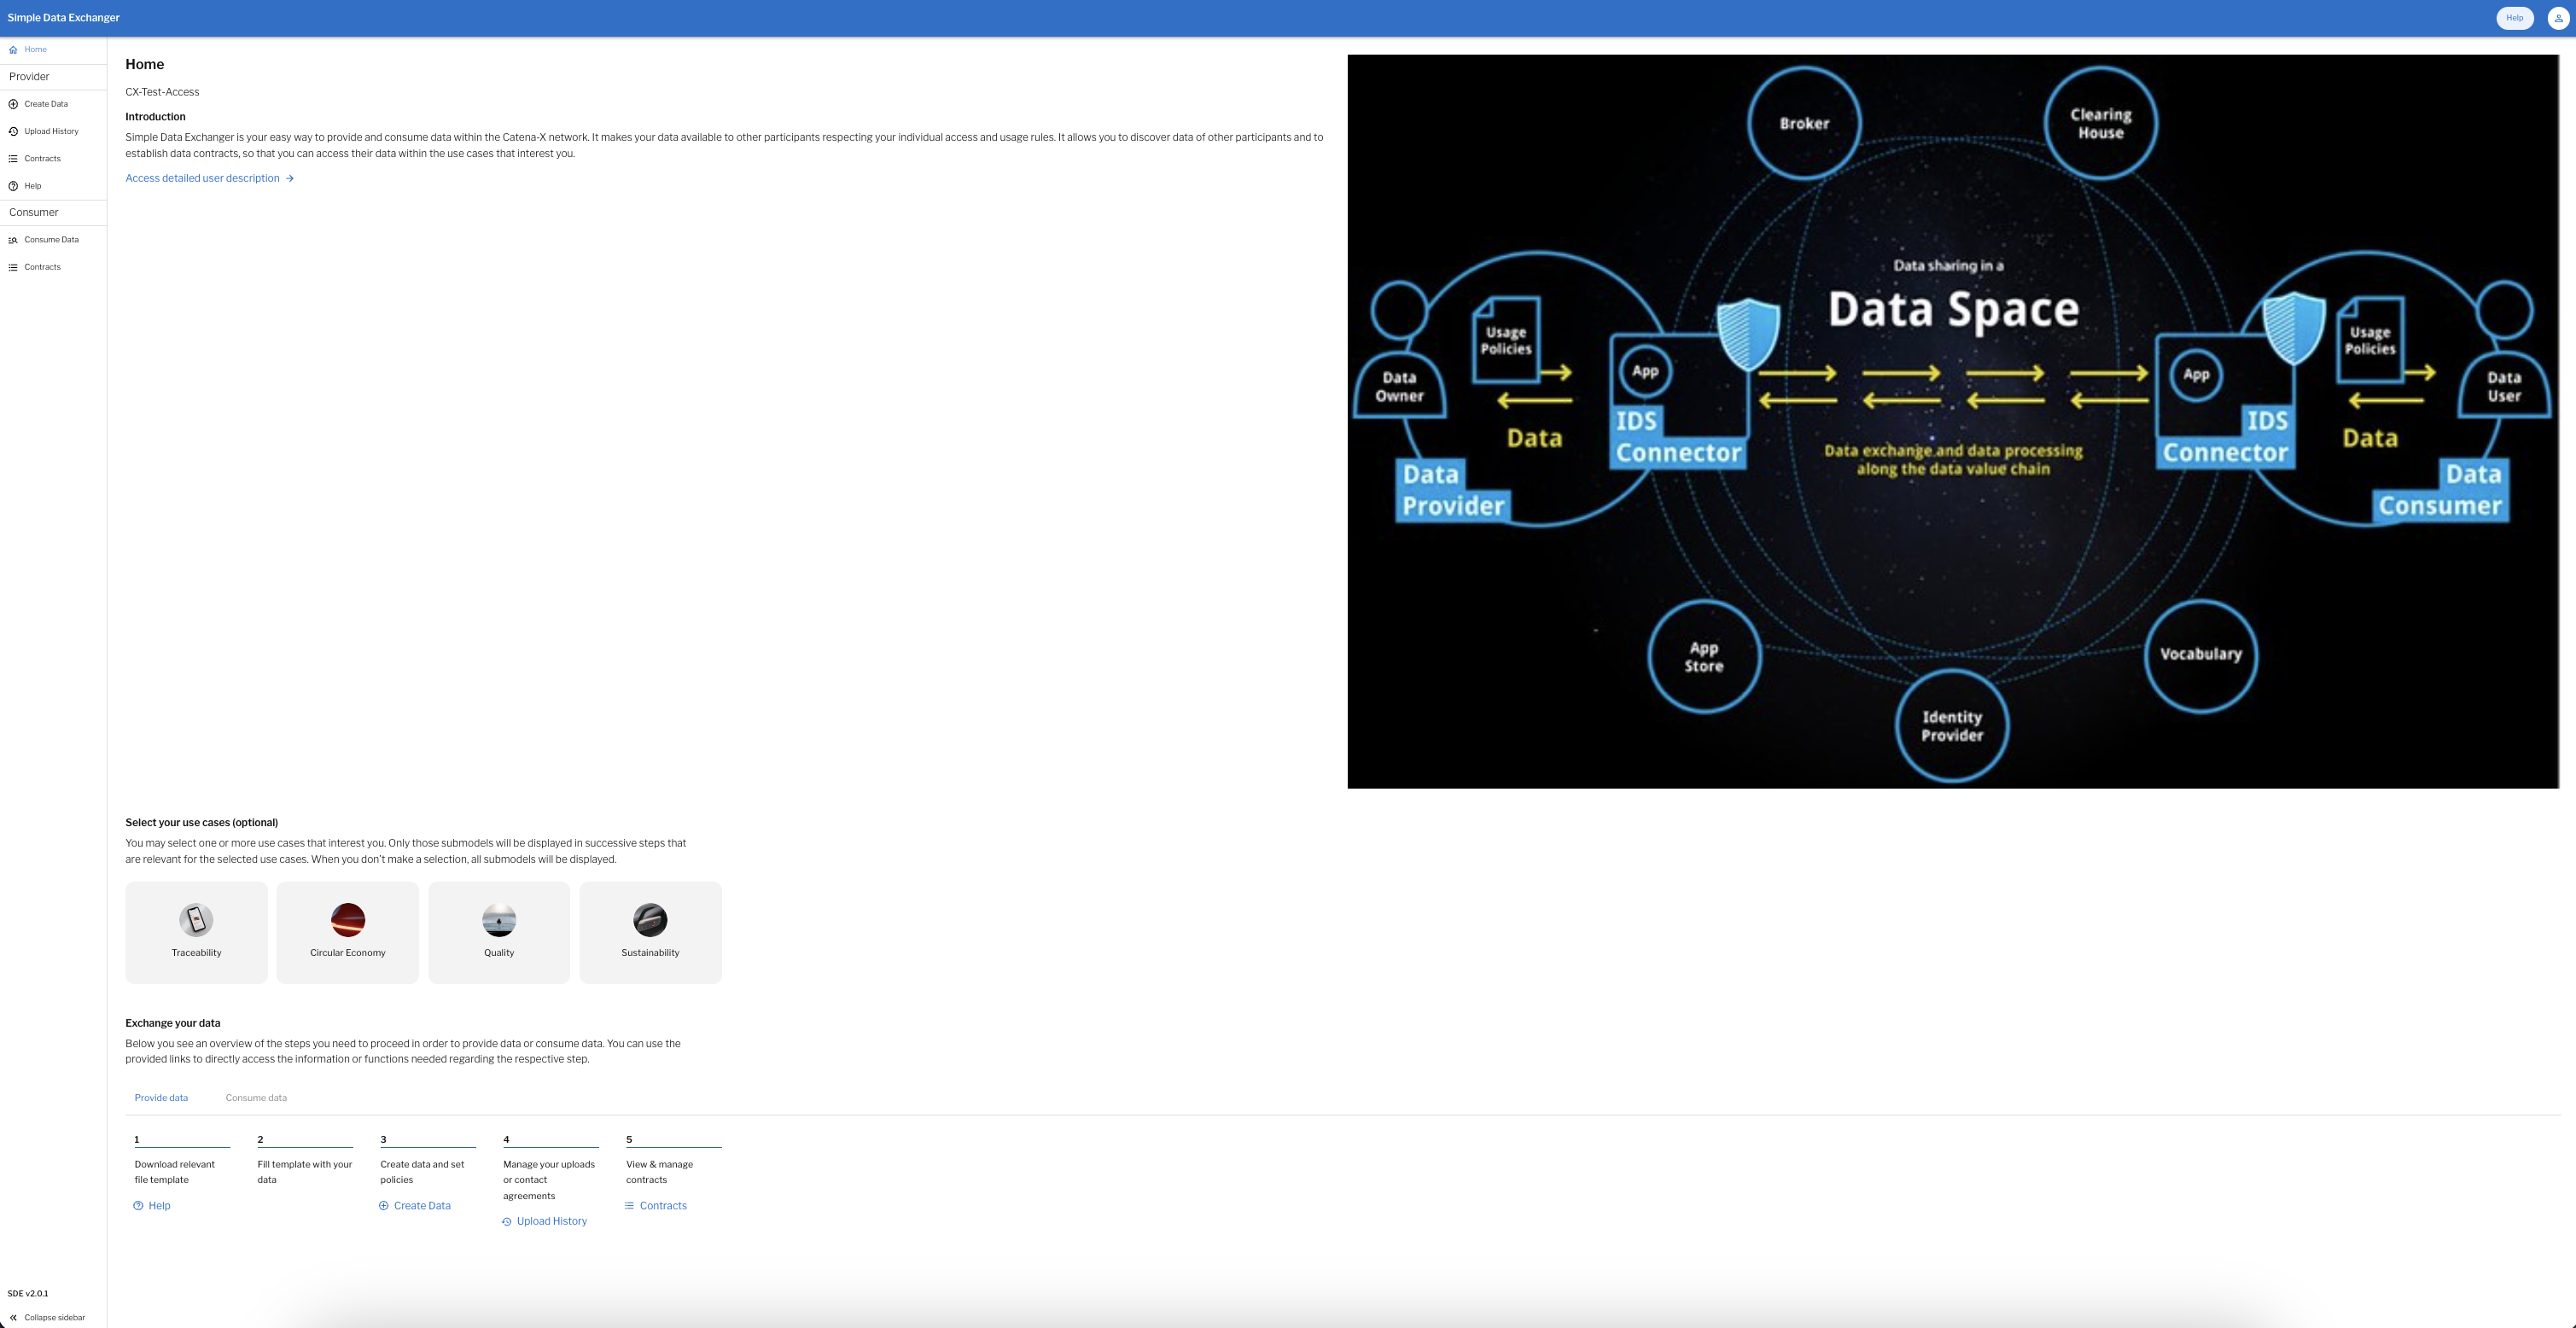 Simple Data Exchanger
Help
Home
Provider
Create Data
Upload History
Contracts
Help
Consumer
Consume Data
Contracts
SDE v2.0.1
Collapse sidebar
Home
CX-Test-Access
Introduction
Simple Data Exchanger is your easy way to provide and consume data within the Catena-X network. It makes your data available to other participants respecting your individual access and usage rules. It allows you to discover data of other participants and to
establish data contracts, so that you can access their data within the use cases that interest you.
Access detailed user description
Broker
Clearing
House
Data sharing in a
Data Space
Usage
Policies
Data
Owner
App
IDS
Connector
Data
Data
Provider
Data exchange and data processing
along the data value chain
App
IDS
Connector
Usage
Policies
Data
User
Data
Data
Consumer
App
Store
Vocabulary
Identity
Provider
Select your use cases (optional)
You may select one or more use cases that interest you. Only those submodels will be displayed in successive steps that
are relevant for the selected use cases. When you don't make a selection, all submodels will be displayed.
Traceability
Circular Economy
Quality
Sustainability
Exchange your data
Below you see an overview of the steps you need to proceed in order to provide data or consume data. You can use the
provided links to directly access the information or functions needed regarding the respective step.
Provide data
Consume data
1
Download relevant
file template
Help
2
Fill template with your
data
3
Create data and set
policies
Create Data
4
Manage your uploads
or contact
agreements
Upload History
5
View & manage
contracts
Contracts